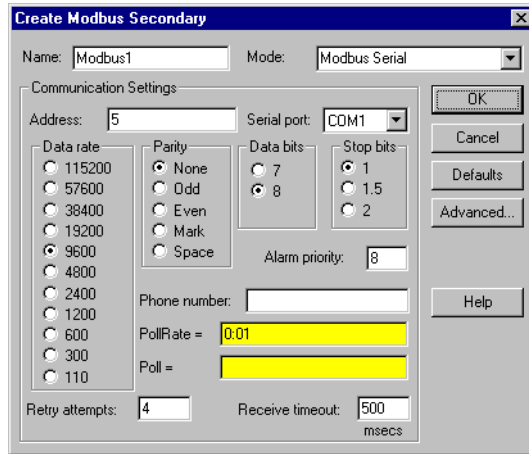 Create Modbus Secondary
Name: Modbus1 Mode: Modbus Serial
Communication Settings
OK
Address: 5 Serial port: COM1
Cancel
Data rate Parity Data bits Stop bits
115200 None 7 1
Defaults
57600 Odd 8 1.5
38400 Even 2
Advanced...
19200 Mark
9600 Space Alarm priority: 8
4800
2400 Phone number: Help
1200
600 PollRate = 0:01
300 Poll =
110
Retry attempts: 4 Receive timeout: 500
msecs